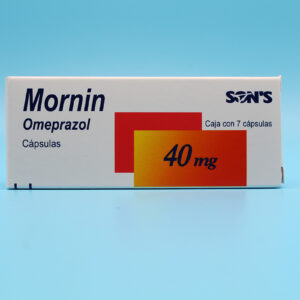 Mornin
SON'S
Omeprazol
Caja con 7 cápsulas
Cápsulas
40 mg